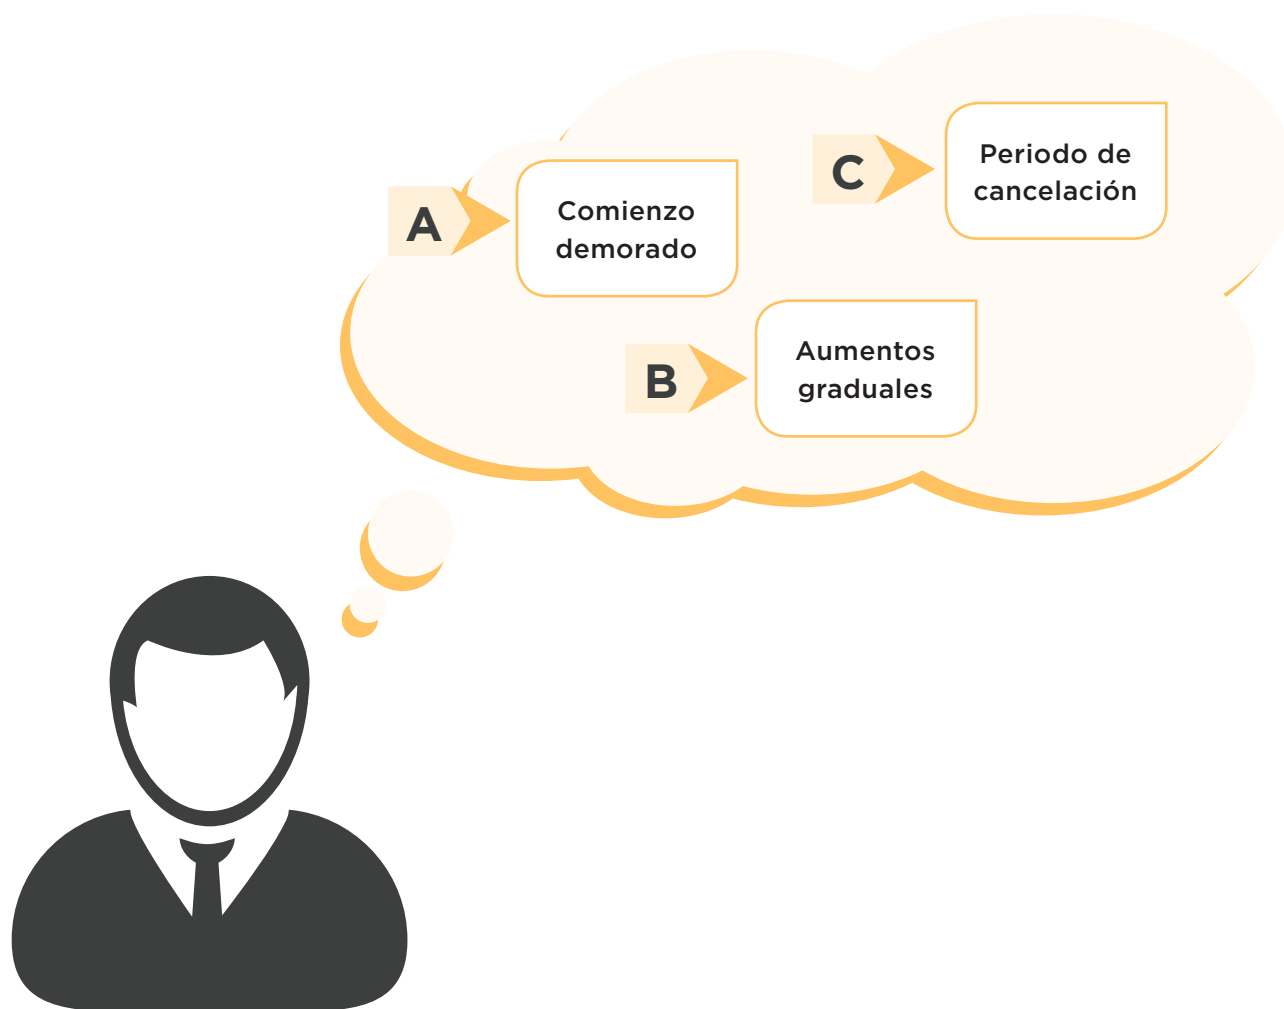 A
Comienzo
demorado
B
Aumentos
graduales
C
Periodo de
cancelación